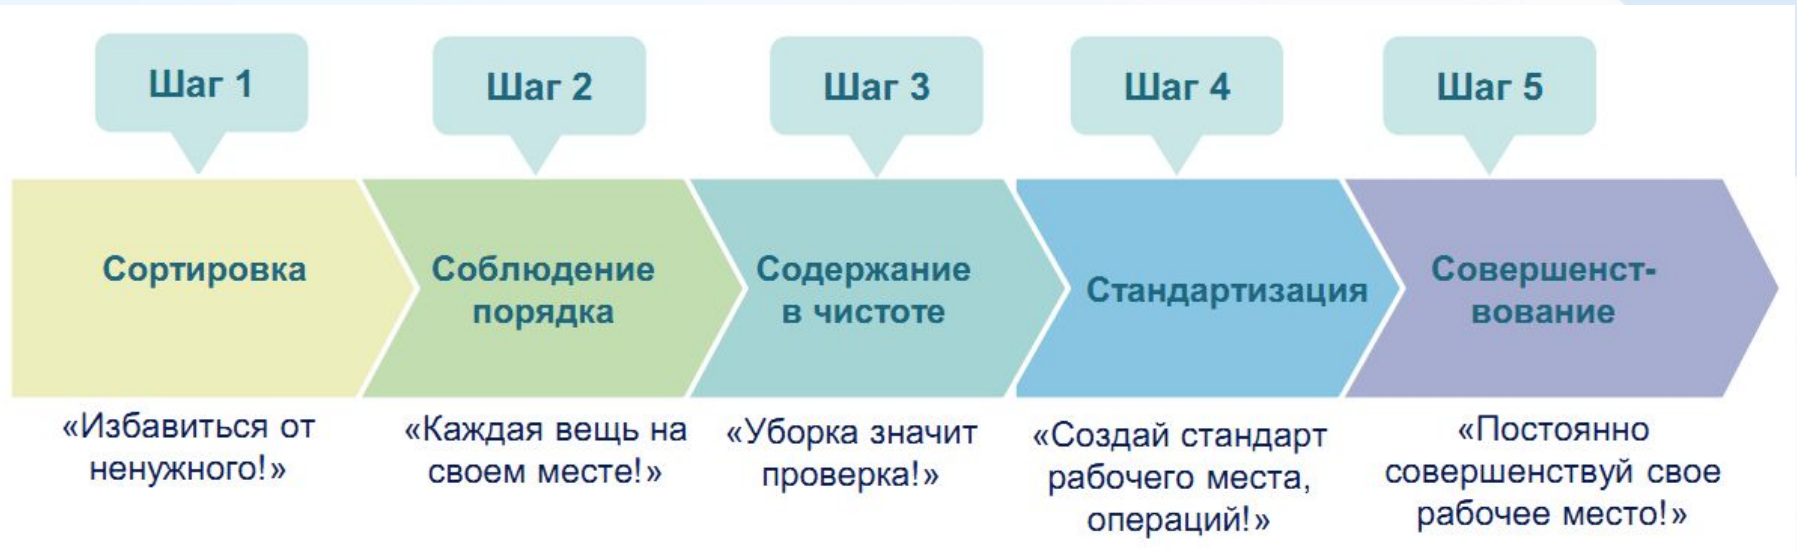 Шаг 1
Шаг 2
Шаг 3
Шаг 4
Шаг 5
Сортировка
Соблюдение
порядка
Содержание
в чистоте
Стандартизация
Совершенст-
вование
«Избавиться от
ненужного!»
«Каждая вещь на
своем месте!»
«Уборка значит
проверка!»
«Создай стандарт
рабочего места,
операций!»
«Постоянно
совершенствуй свое
рабочее место!»